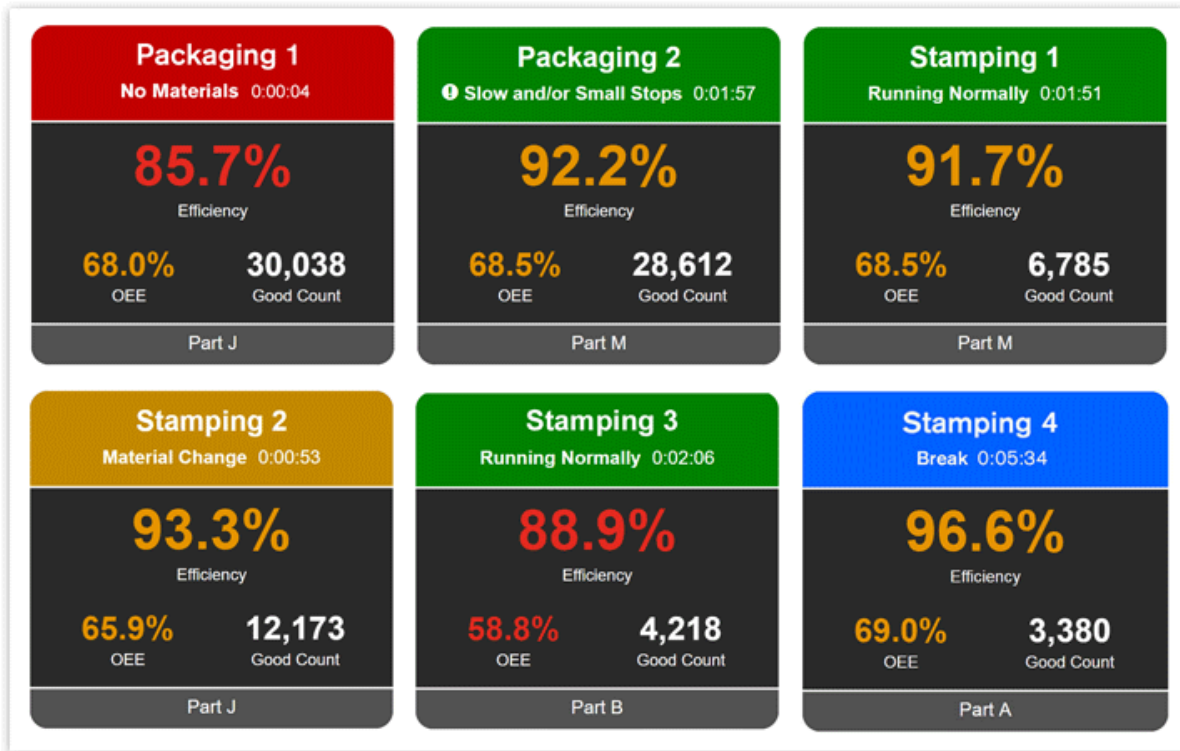 Packaging 1
No Materials 0:00:04
85.7%
Efficiency
68.0% 30,038
OEE Good Count
Part J
Packaging 2
Slow and/or Small Stops 0:01:57
92.2%
Efficiency
68.5% 28,612
OEE Good Count
Part M
Stamping 1
Running Normally 0:01:51
91.7%
Efficiency
68.5% 6,785
OEE Good Count
Part M
Stamping 2
Material Change 0:00:53
93.3%
Efficiency
65.9% 12,173
OEE Good Count
Part J
Stamping 3
Running Normally 0:02:06
88.9%
Efficiency
58.8% 4,218
OEE Good Count
Part B
Stamping 4
Break 0:05:34
96.6%
Efficiency
69.0% 3,380
OEE Good Count
Part A